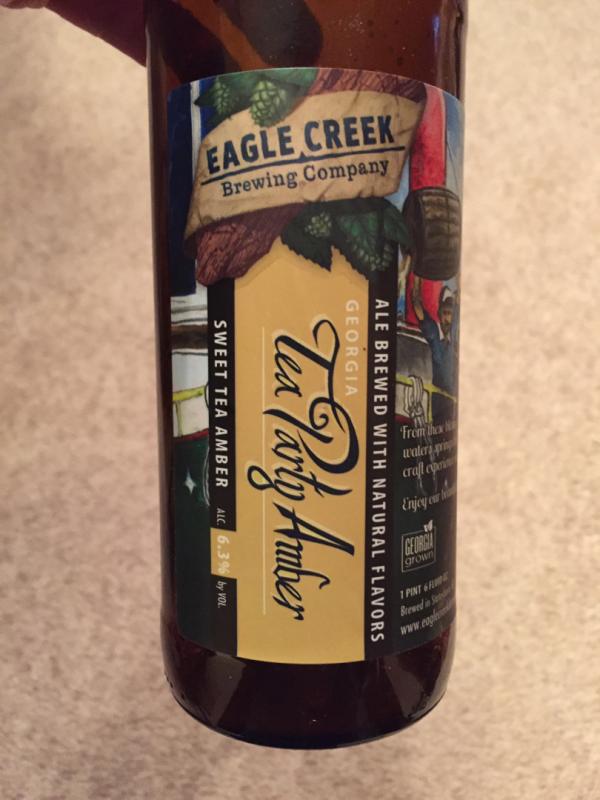 EAGLE CREEK
Brewing Company
ALE BREWED WITH NATURAL FLAVORS
GEORGIA
Tea Party Amber
SWEET TEA AMBER ALC. 6.3% by VOL.
From these
waters spring
craft
Enjoy our
GEORGIA
grown
1 PINT 6 FLUID OZ.
Brewed in
www.